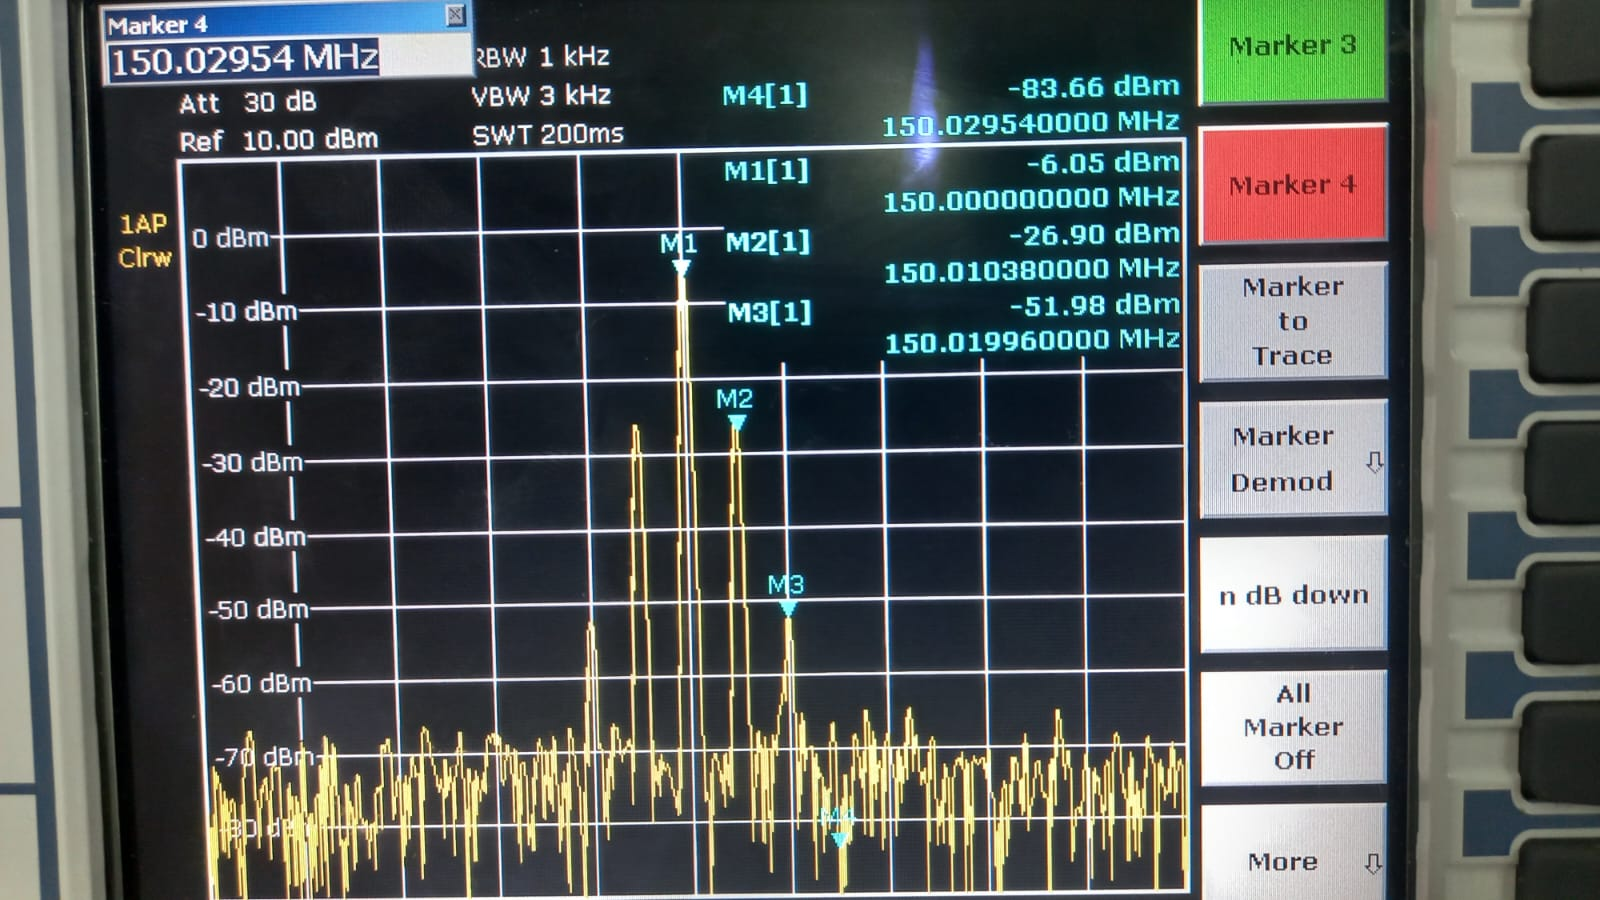 Marker 4
150.02954 MHz
RBW 1 kHz
Att 30 dB
VBW 3 kHz
Ref 10.00 dBm
SWT 200ms
M4[1] -83.66 dBm
150.029540000 MHz
M1[1] -6.05 dBm
150.000000000 MHz
M2[1] -26.90 dBm
150.010380000 MHz
M3[1] -51.98 dBm
150.019960000 MHz
1AP
Clrw
0 dBm
-10 dBm
-20 dBm
-30 dBm
-40 dBm
-50 dBm
-60 dBm
-70 dBm
-80 dBm
M1
M2
M3
M4
Marker 3
Marker 4
Marker
to
Trace
Marker
Demod
n dB down
All
Marker
Off
More